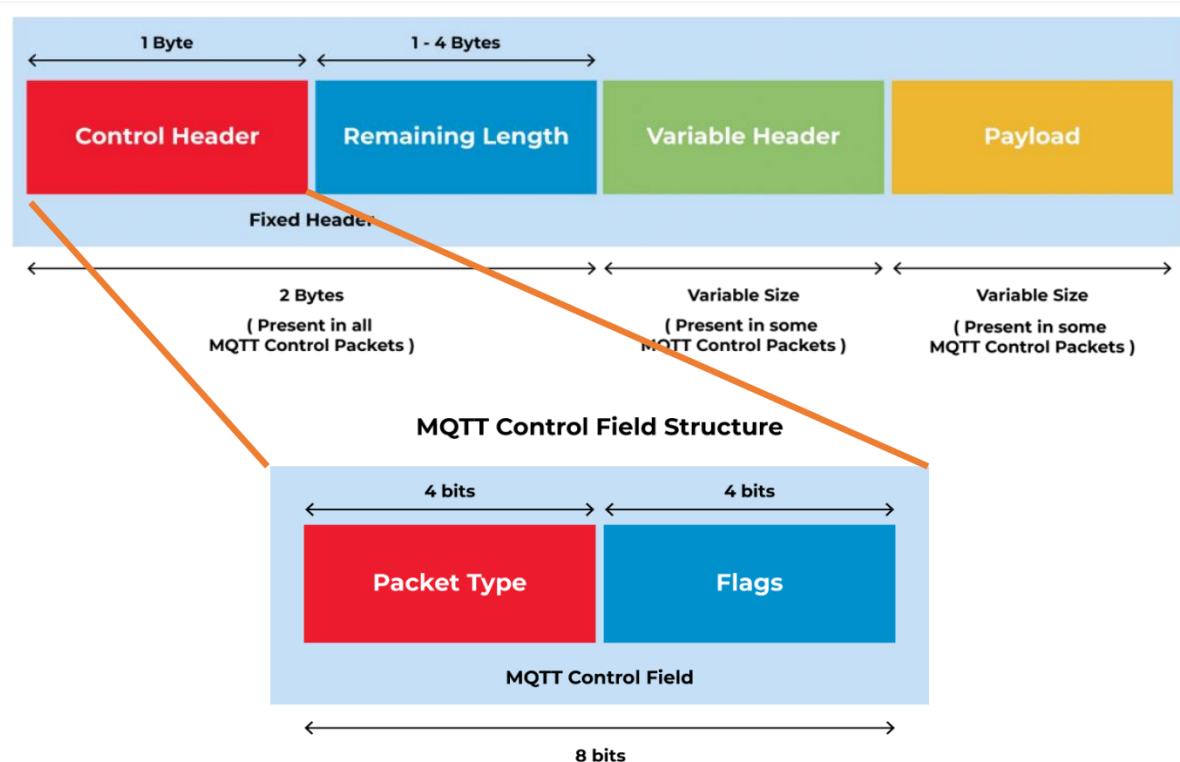 1 Byte
1 - 4 Bytes
Control Header
Remaining Length
Variable Header
Payload
Fixed Header
2 Bytes
( Present in all
MQTT Control Packets )
Variable Size
( Present in some
MQTT Control Packets )
Variable Size
( Present in some
MQTT Control Packets )
MQTT Control Field Structure
4 bits
4 bits
Packet Type
Flags
MQTT Control Field
8 bits